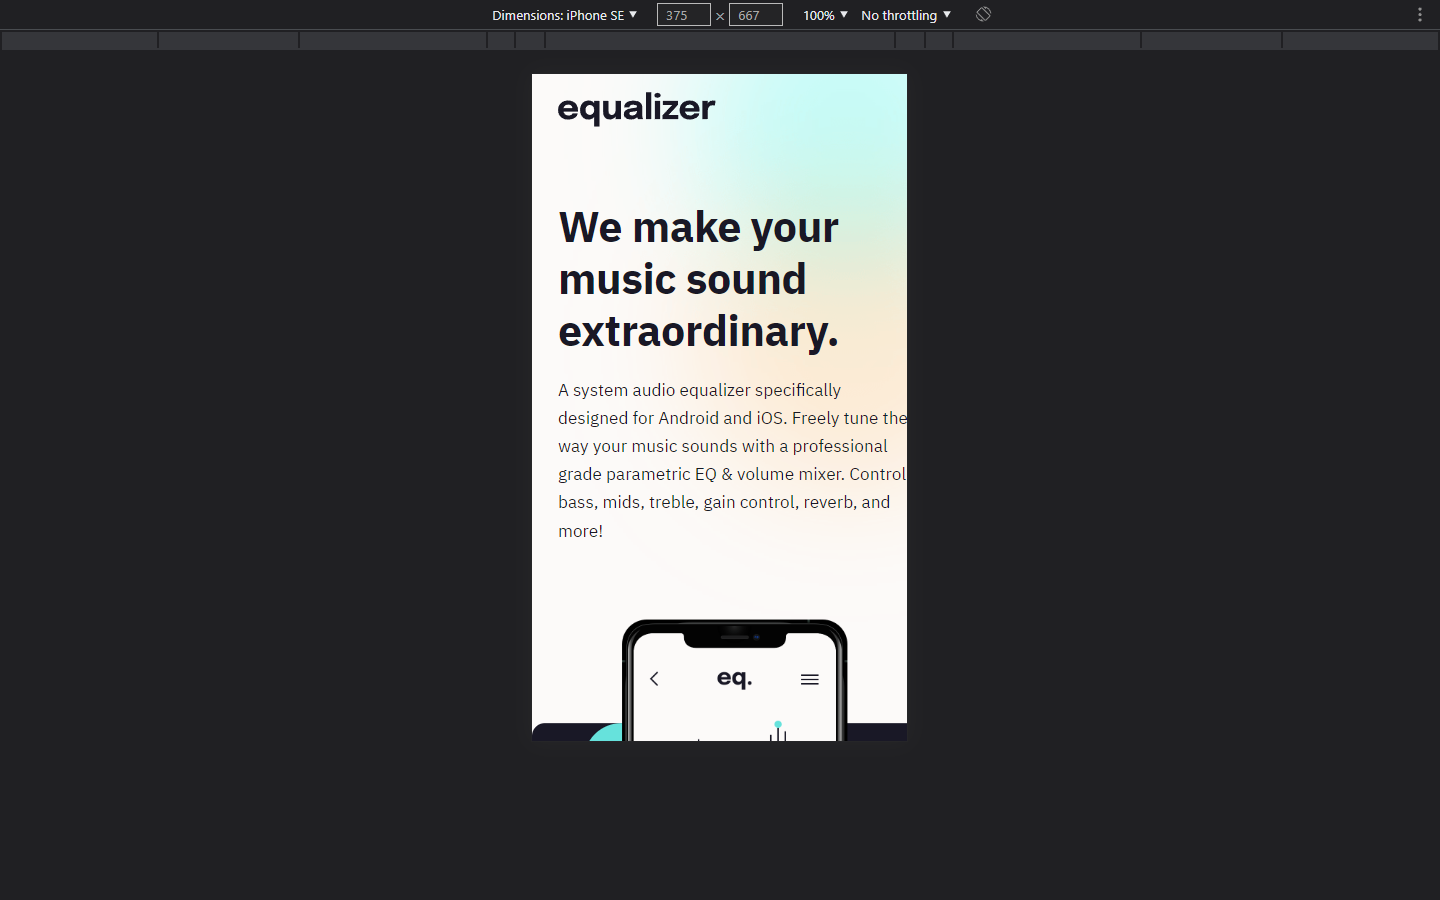 Dimensions: iPhone SE ▼ 375 × 667 100% ▼ No throttling ▼
equalizer
We make your
music sound
extraordinary.
A system audio equalizer specifically
designed for Android and iOS. Freely tune the
way your music sounds with a professional
grade parametric EQ & volume mixer. Control
bass, mids, treble, gain control, reverb, and
more!
eq.